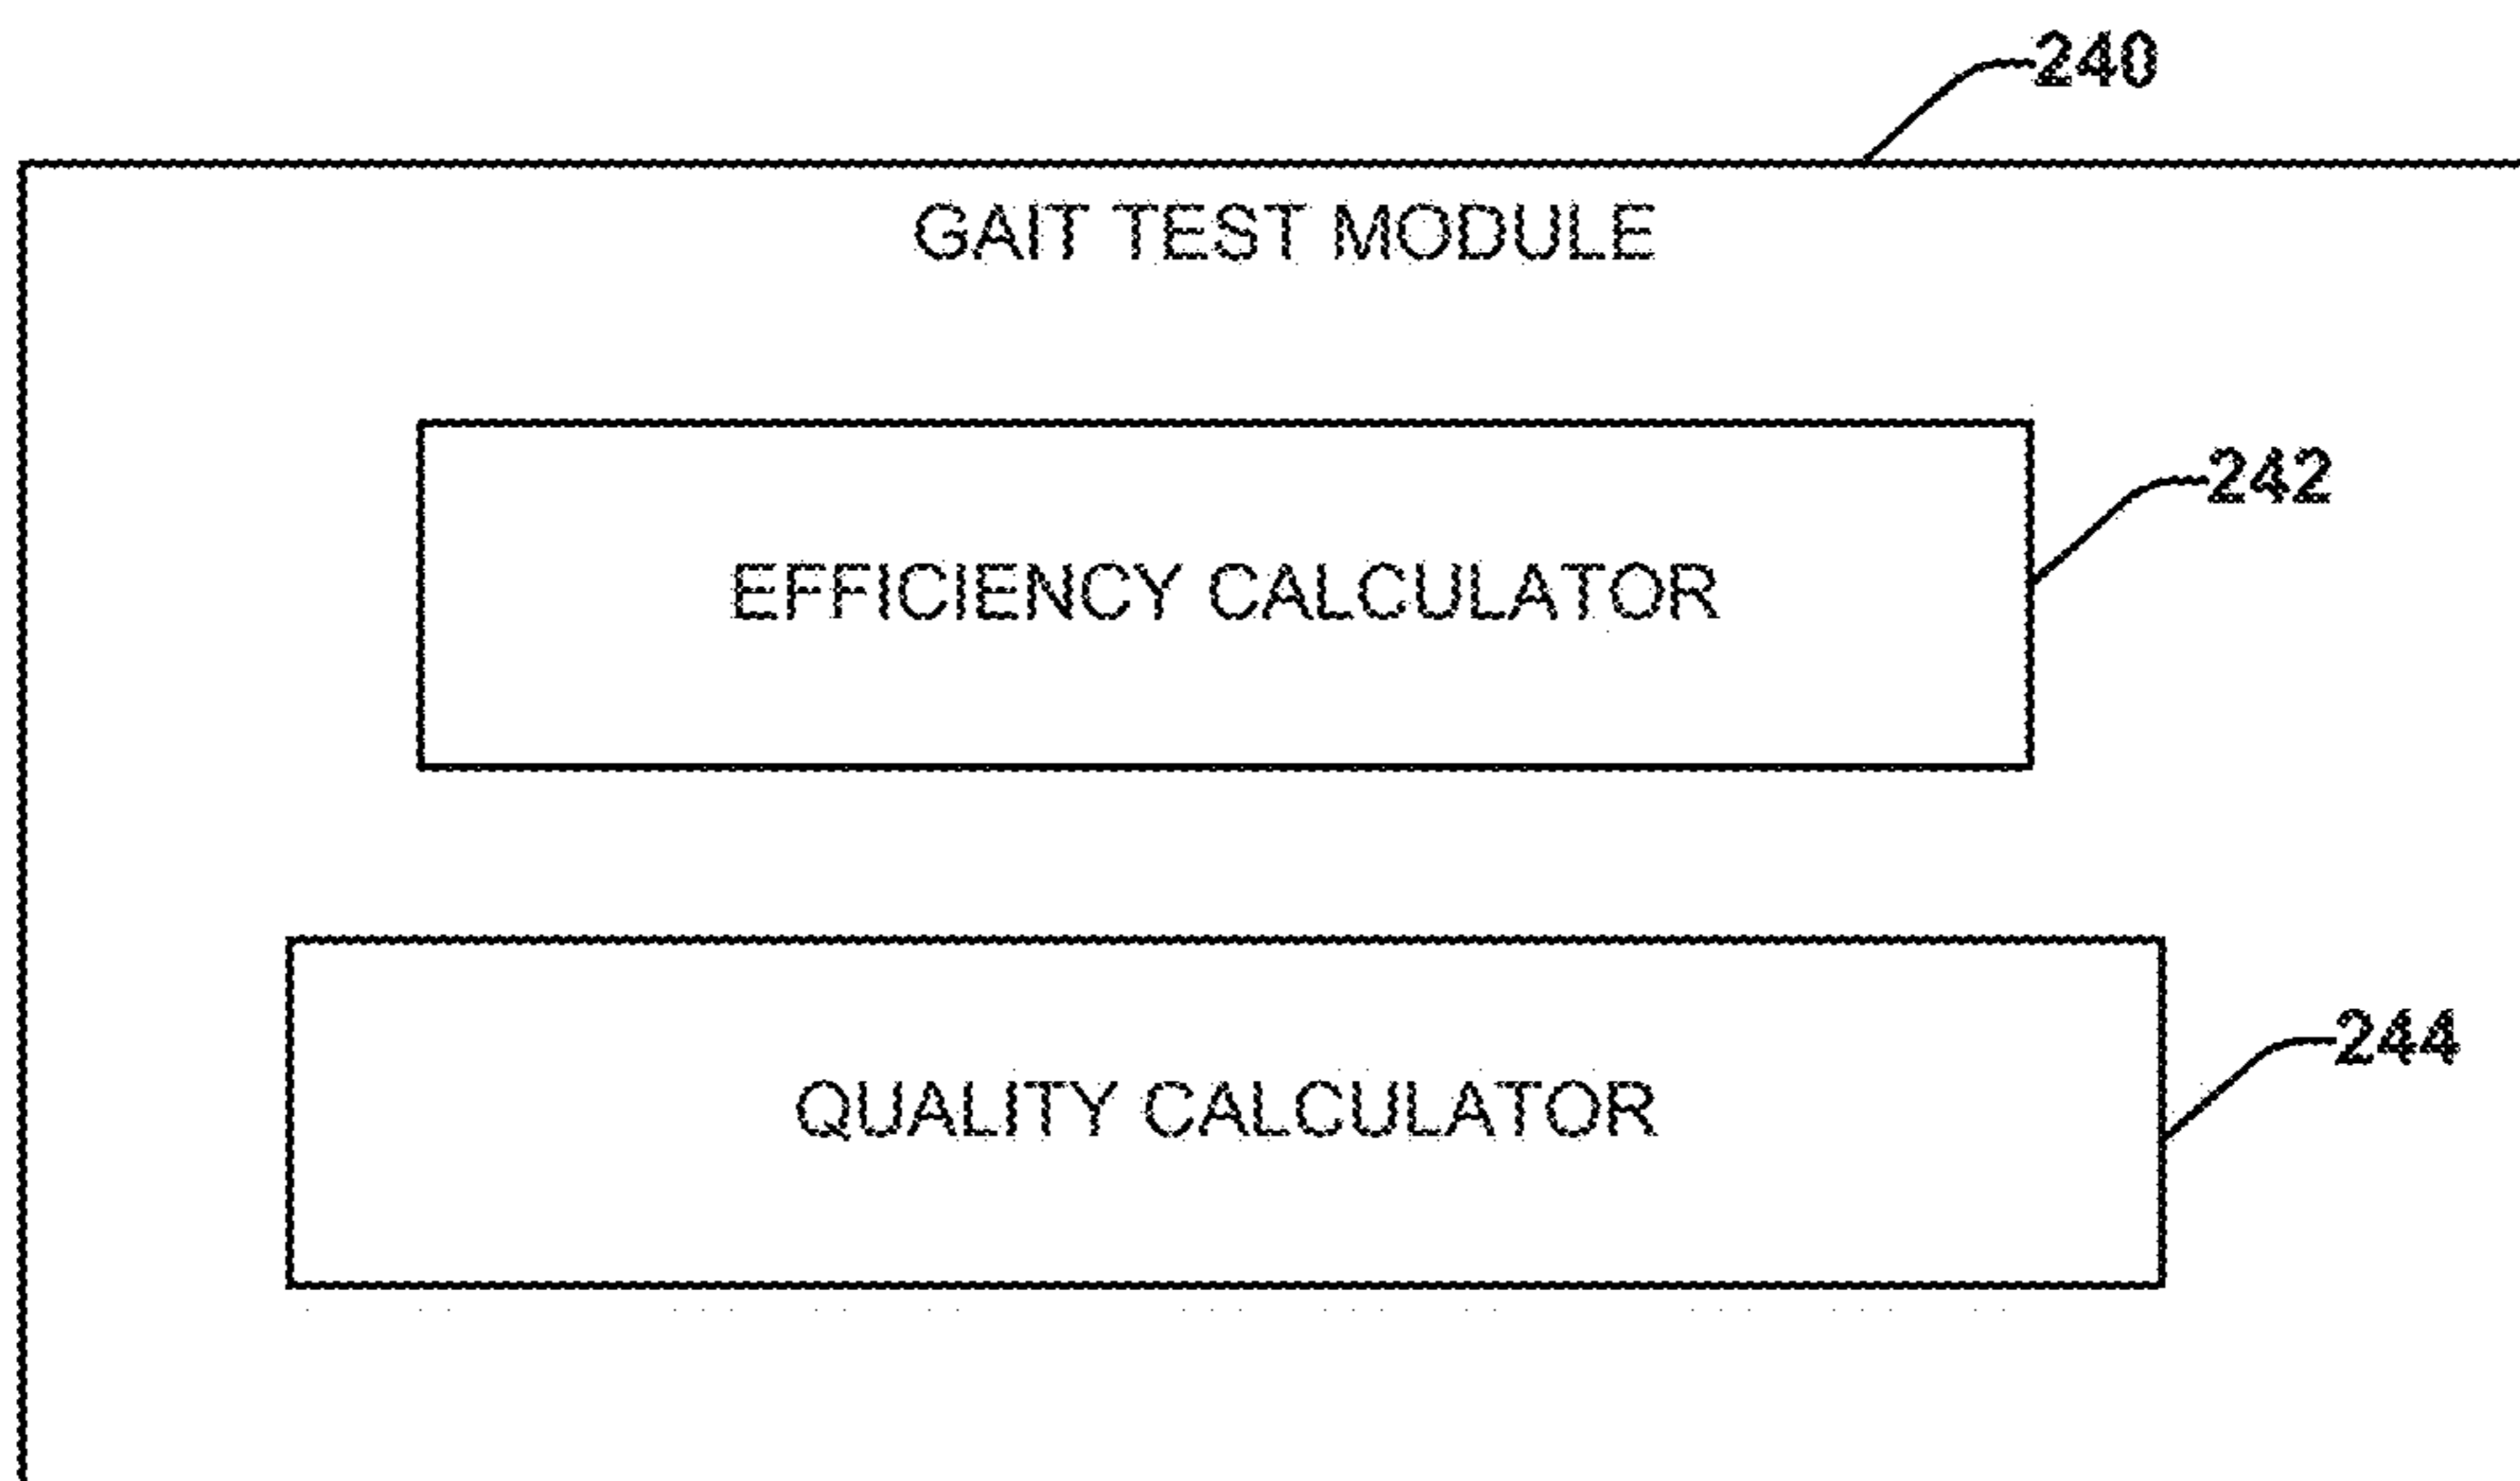 240
GAIT TEST MODULE
242
EFFICIENCY CALCULATOR
244
QUALITY CALCULATOR